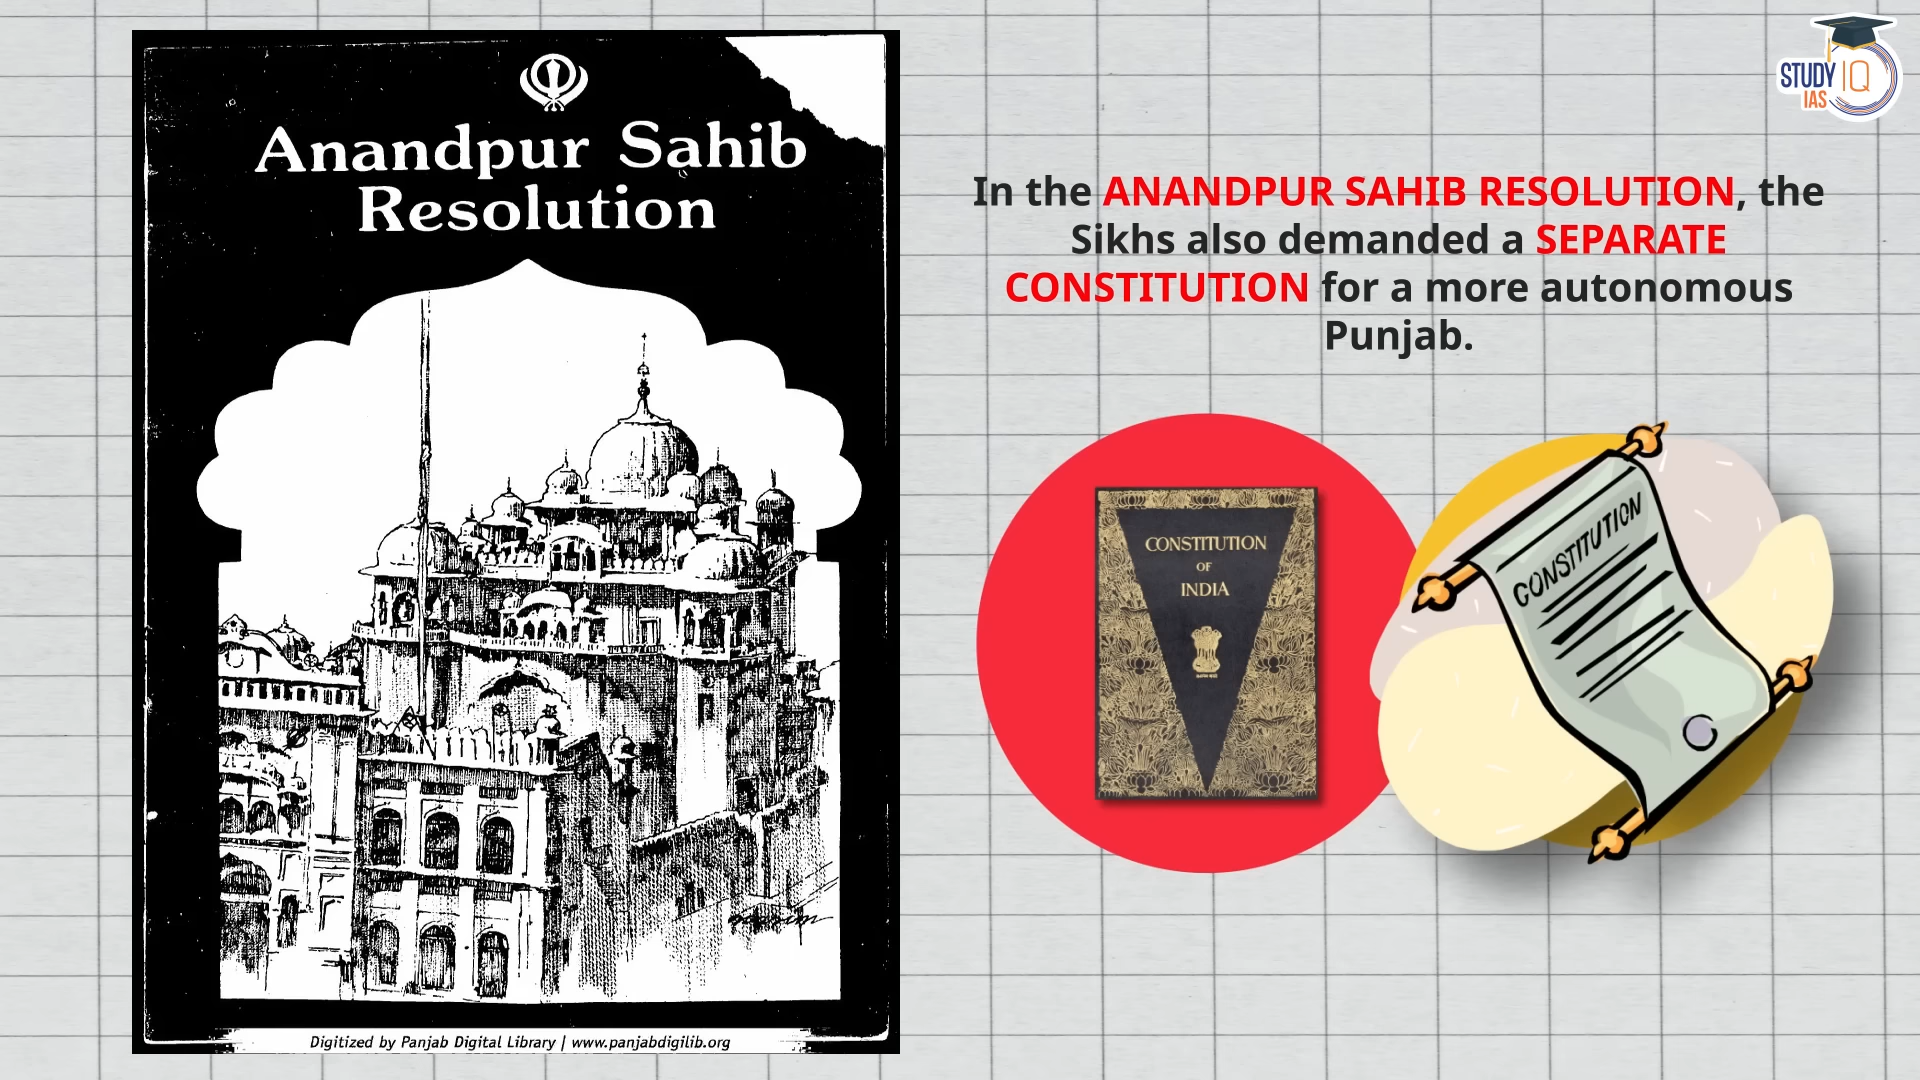 Anandpur Sahib
Resolution
Digitized by Panjab Digital Library | www.panjabdigilib.org
STUDY IQ
IAS
In the ANANDPUR SAHIB RESOLUTION, the
Sikhs also demanded a SEPARATE
CONSTITUTION for a more autonomous
Punjab.
CONSTITUTION
OF
INDIA
CONSTITUTION